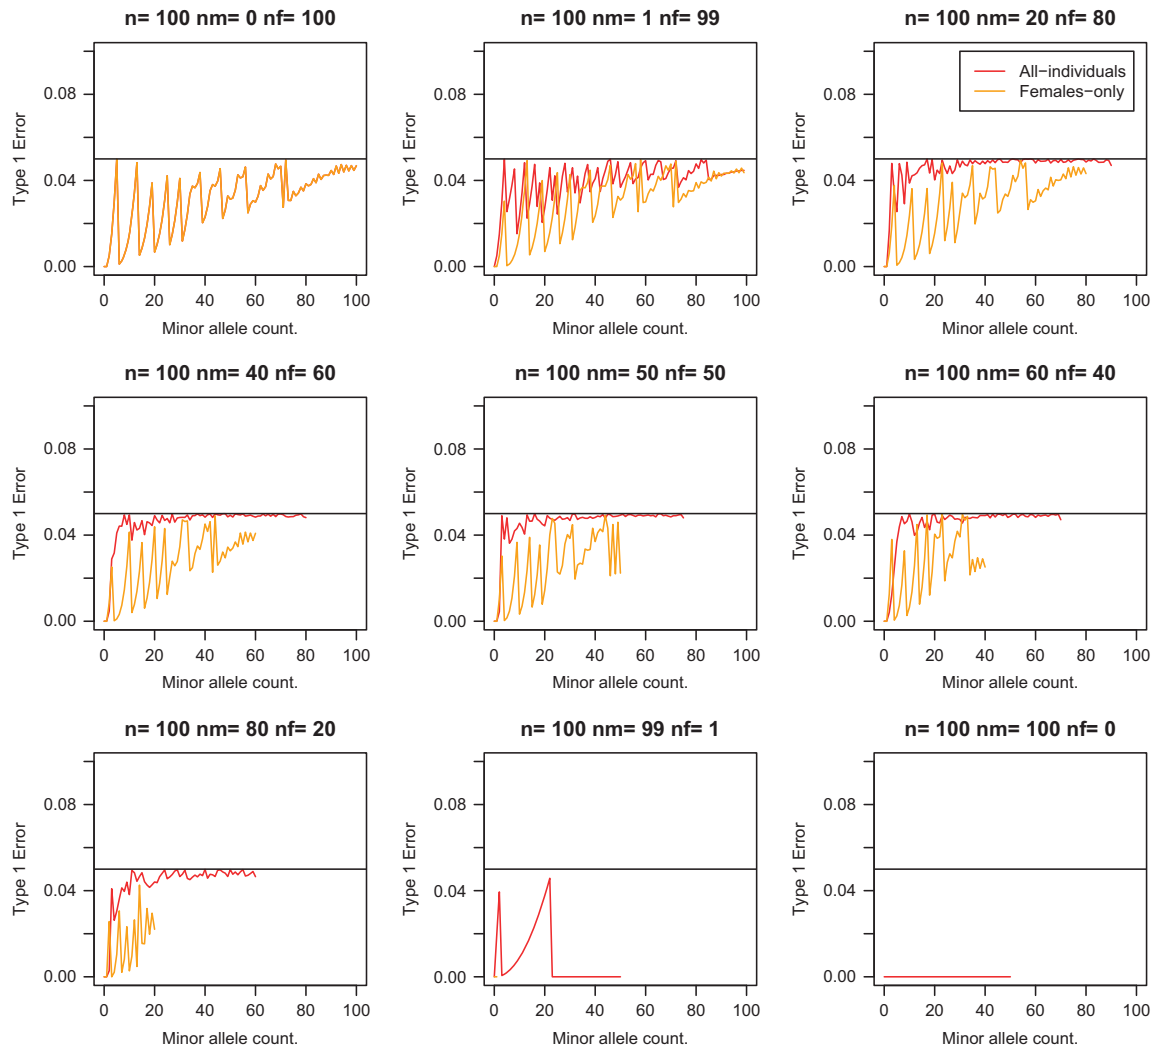 n= 100 nm= 0 nf= 100
n= 100 nm= 1 nf= 99
n= 100 nm= 20 nf= 80
Type 1 Error
0.08
0.04
0.00
0 20 40 60 80 100
Minor allele count.
Type 1 Error
0.08
0.04
0.00
0 20 40 60 80 100
Minor allele count.
Type 1 Error
0.08
0.04
0.00
All−individuals
Females−only
0 20 40 60 80 100
Minor allele count.
n= 100 nm= 40 nf= 60
n= 100 nm= 50 nf= 50
n= 100 nm= 60 nf= 40
Type 1 Error
0.08
0.04
0.00
0 20 40 60 80 100
Minor allele count.
Type 1 Error
0.08
0.04
0.00
0 20 40 60 80 100
Minor allele count.
Type 1 Error
0.08
0.04
0.00
0 20 40 60 80 100
Minor allele count.
n= 100 nm= 80 nf= 20
n= 100 nm= 99 nf= 1
n= 100 nm= 100 nf= 0
Type 1 Error
0.08
0.04
0.00
0 20 40 60 80 100
Minor allele count.
Type 1 Error
0.08
0.04
0.00
0 20 40 60 80 100
Minor allele count.
Type 1 Error
0.08
0.04
0.00
0 20 40 60 80 100
Minor allele count.